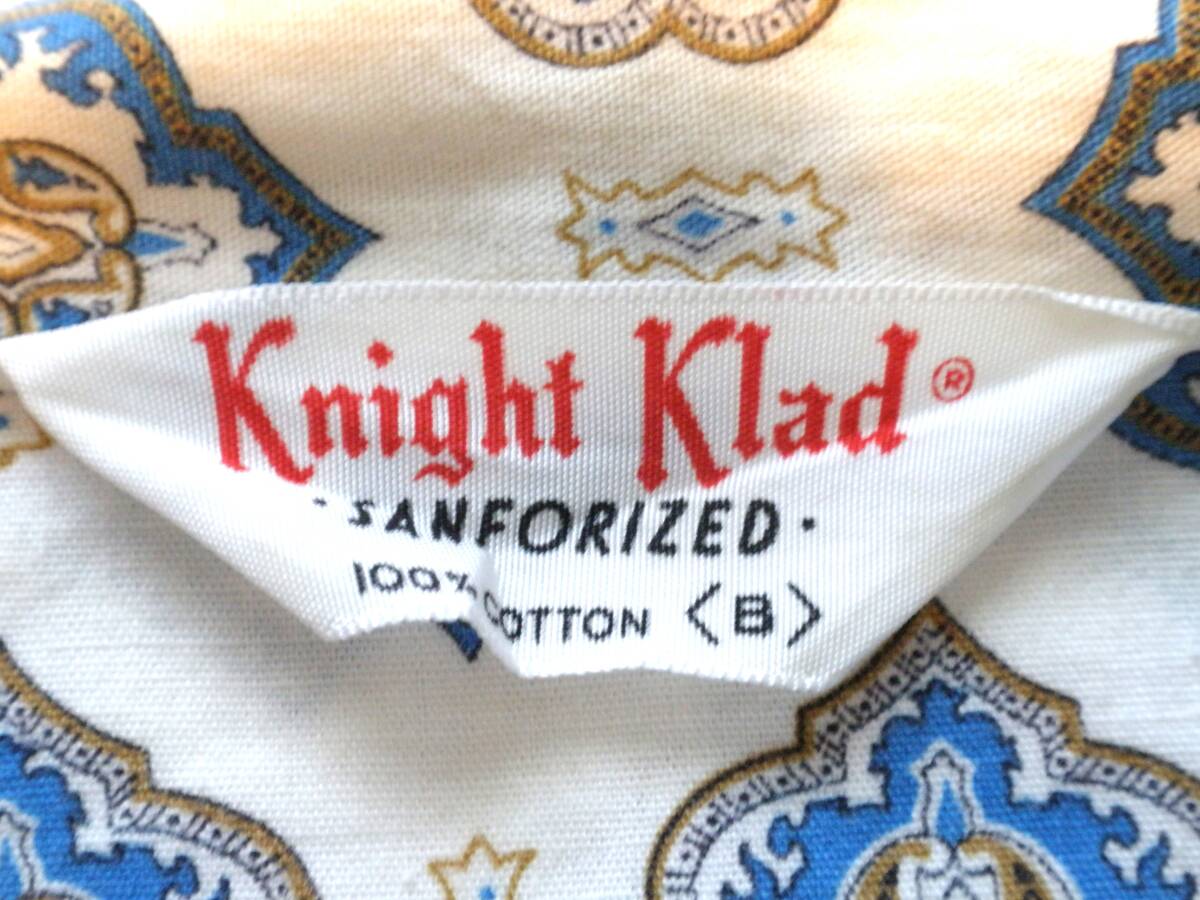 Knight Klad®
·SANFORIZED·
100% COTTON <B>